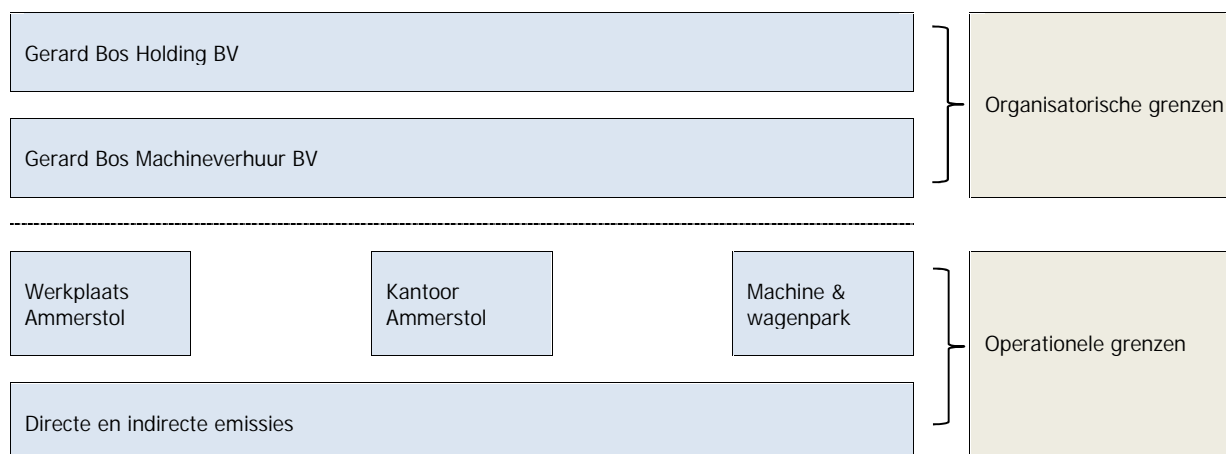 Gerard Bos Holding BV
Organisatorische grenzen
Gerard Bos Machineverhuur BV
Werkplaats
Ammerstol
Kantoor
Ammerstol
Machine &
wagenpark
Operationele grenzen
Directe en indirecte emissies